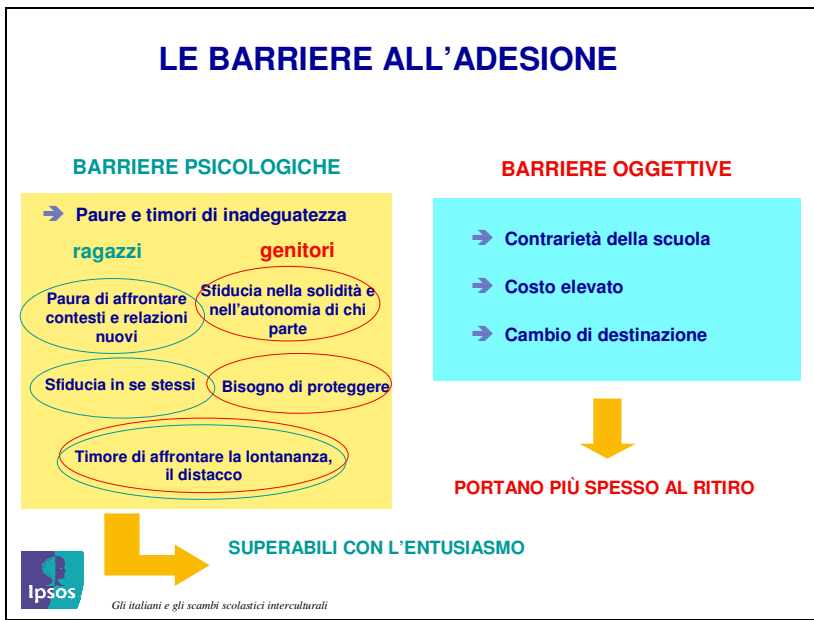 LE BARRIERE ALL'ADESIONE
BARRIERE PSICOLOGICHE
Paure e timori di inadeguatezza
ragazzi
genitori
Paura di affrontare
contesti e relazioni
nuovi
Sfiducia nella solidità e
nell'autonomia di chi
parte
Sfiducia in se stessi
Bisogno di proteggere
Timore di affrontare la lontananza,
il distacco
SUPERABILI CON L'ENTUSIASMO
BARRIERE OGGETTIVE
Contrarietà della scuola
Costo elevato
Cambio di destinazione
PORTANO PIÙ SPESSO AL RITIRO
Ipsos
Gli italiani e gli scambi scolastici interculturali